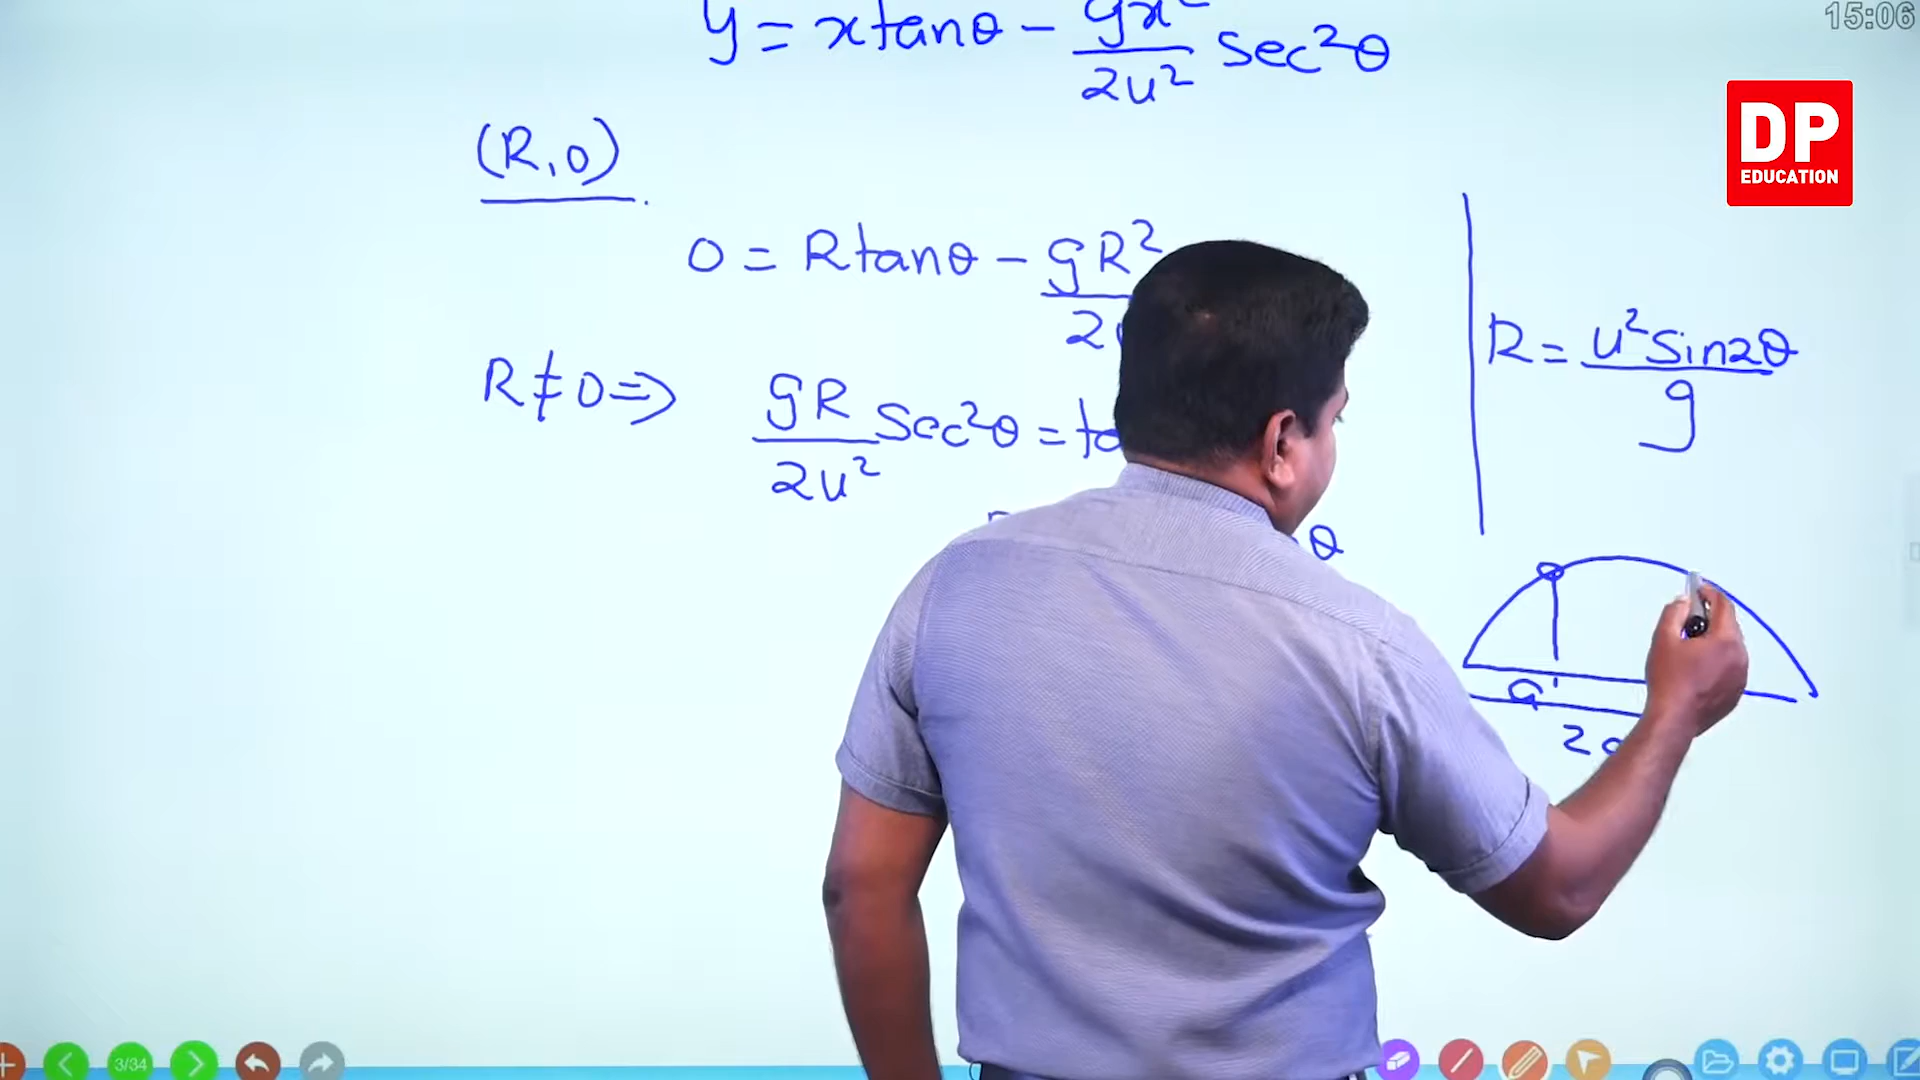 15:06
y = x tanθ − gx² / 2u² sec²θ
DP
EDUCATION
(R, 0)
0 = R tanθ − gR²
R ≠ 0 ⇒ gR / 2u² sec²θ =
R = u² sin2θ / g
θ
a
3/34